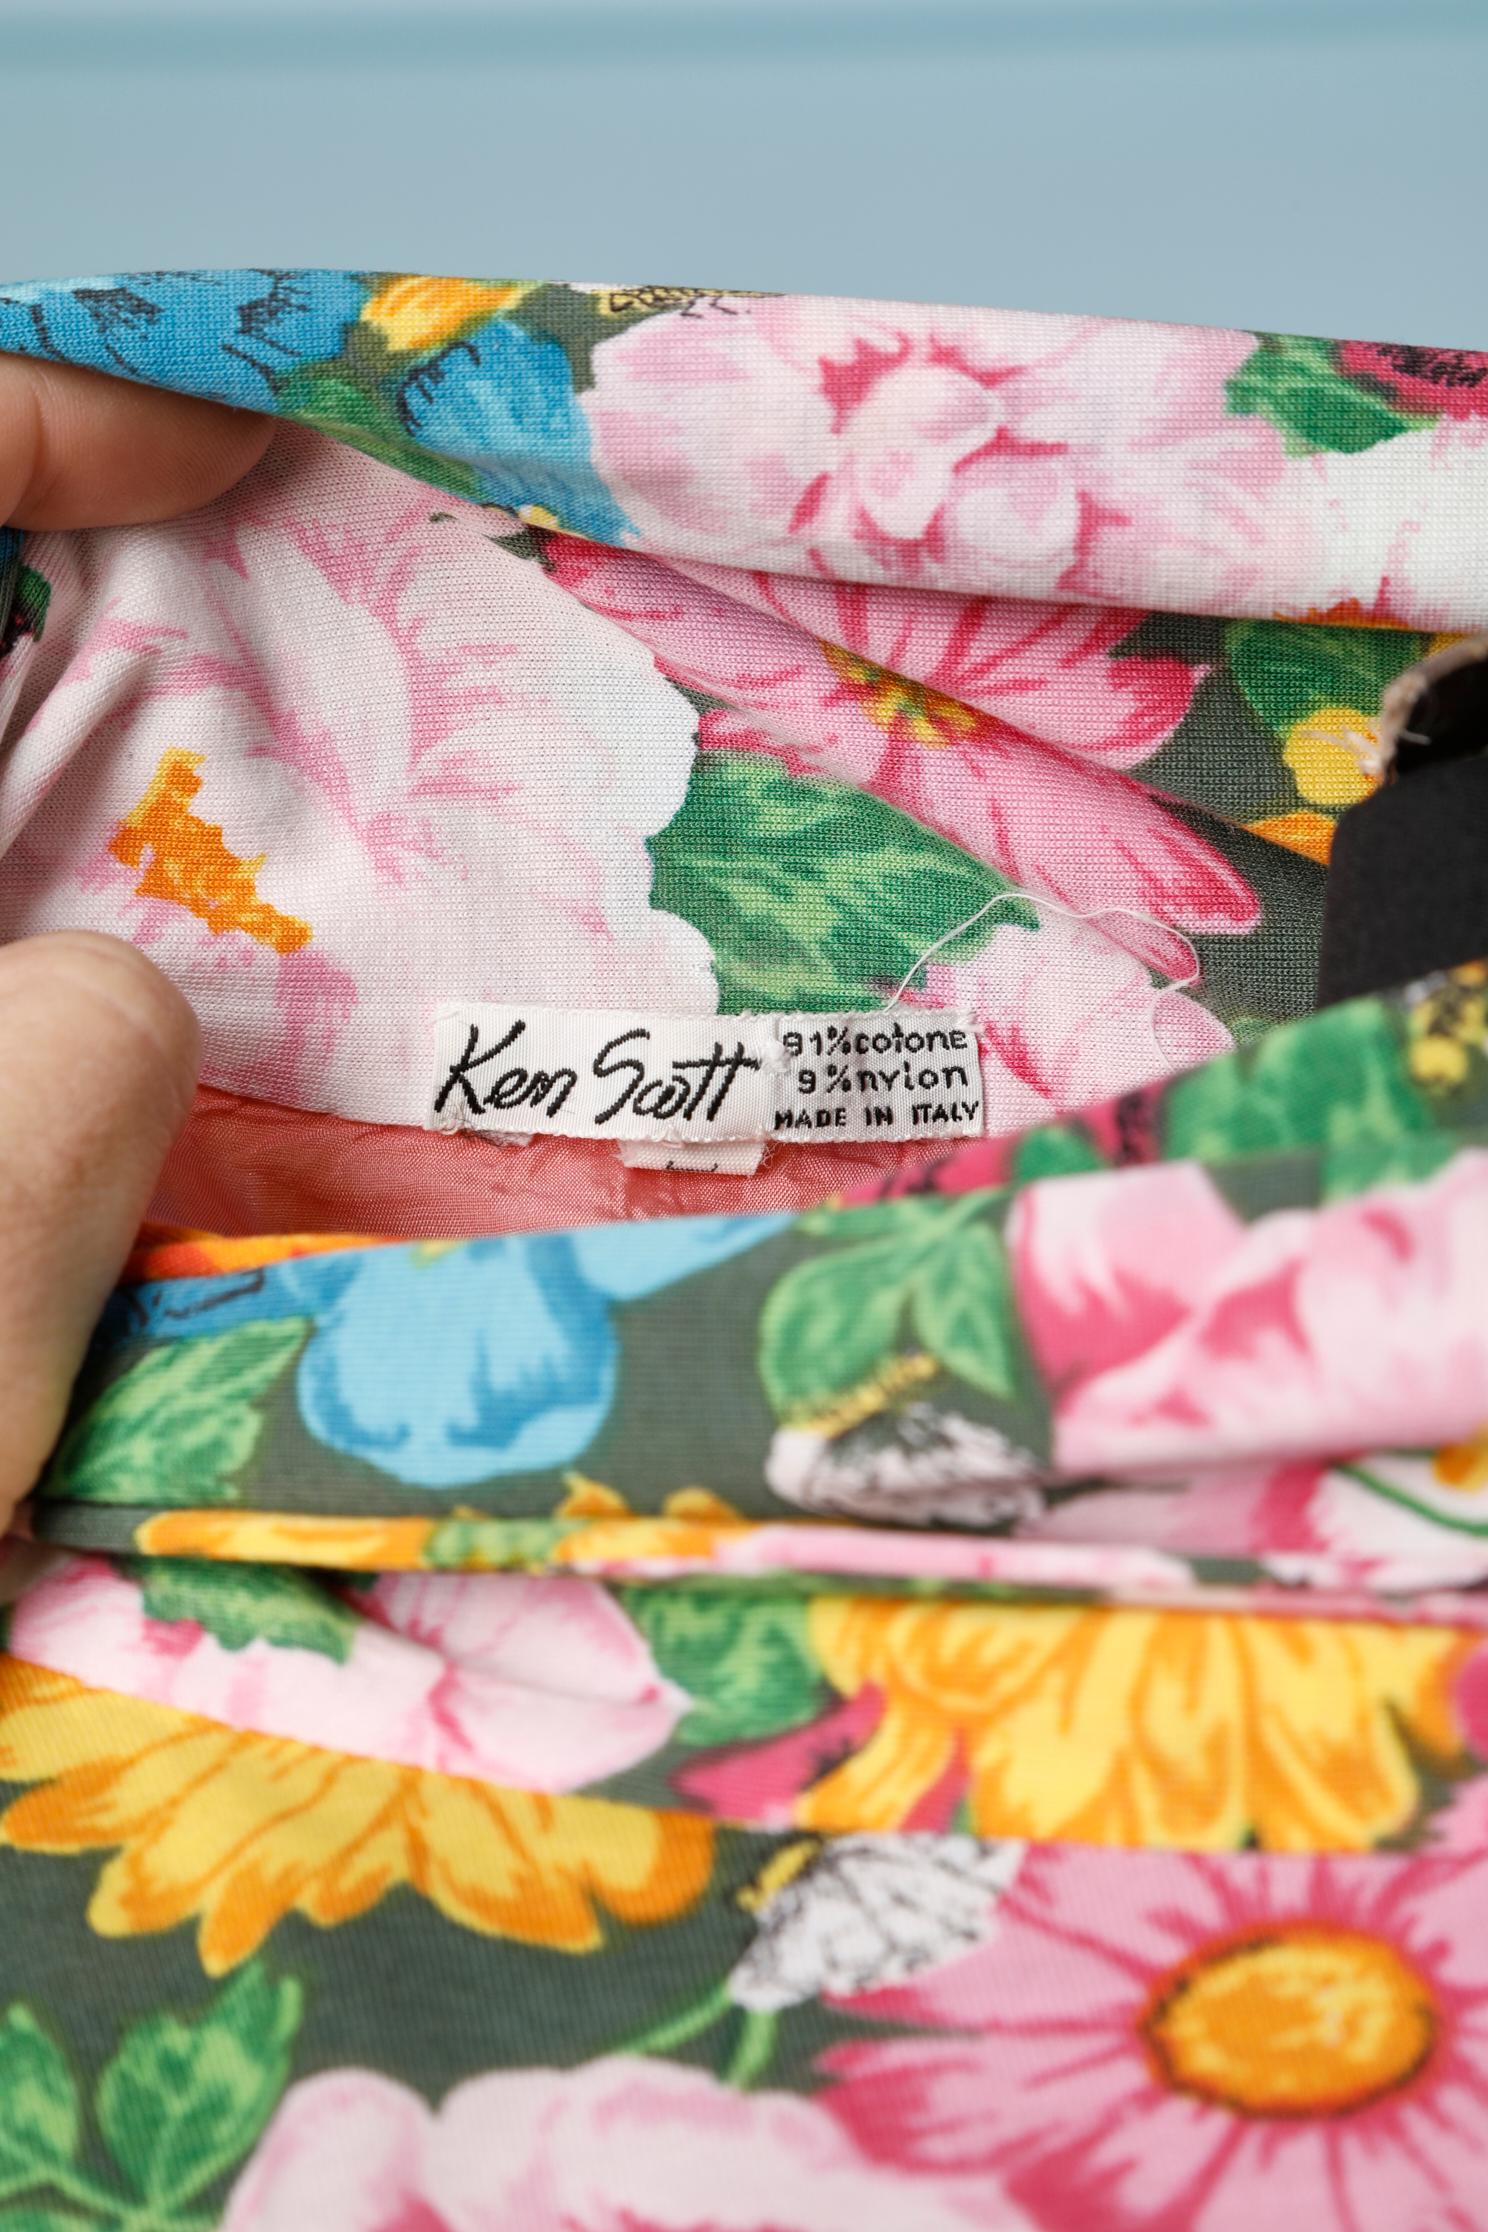 Ken Scott
91%cotone
9%nylon
MADE IN ITALY